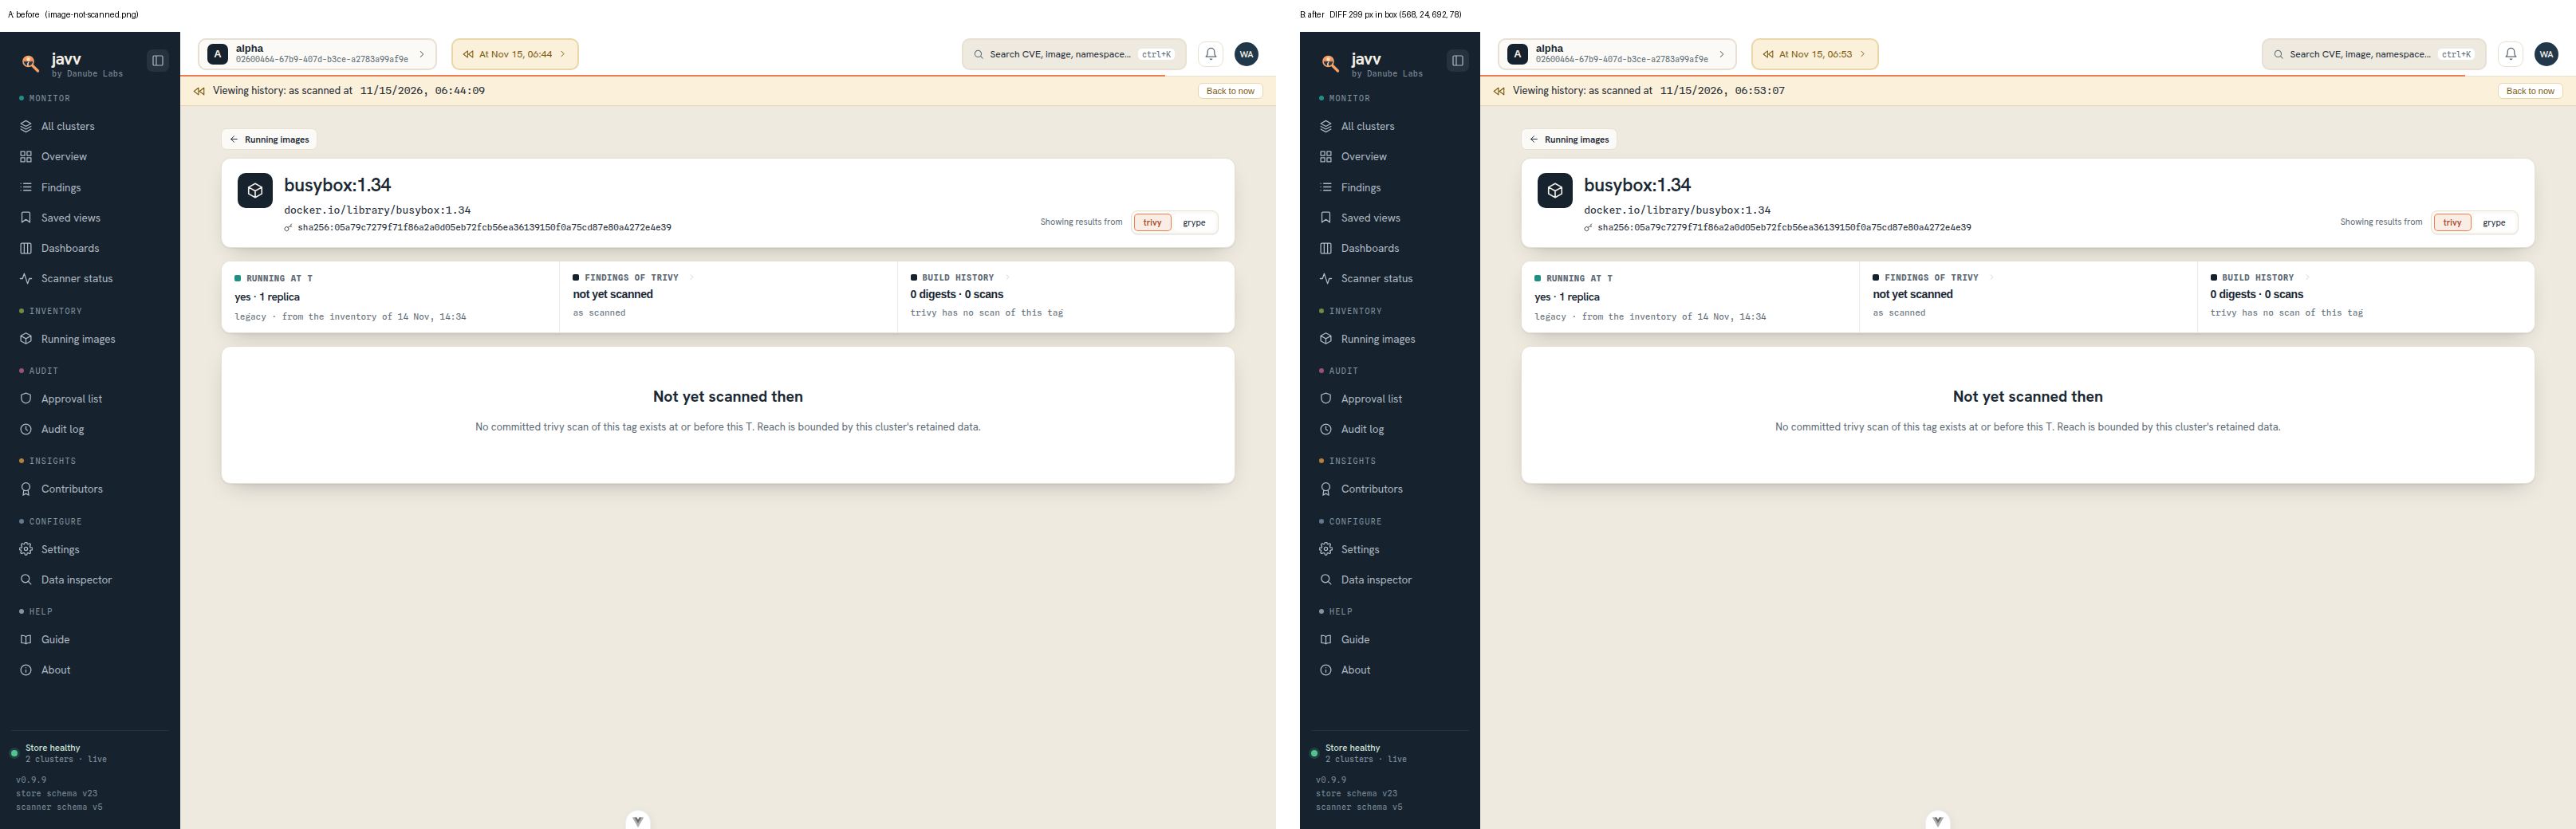 A: before (image-not-scanned.png)
javv
by Danube Labs
MONITOR
All clusters
Overview
Findings
Saved views
Dashboards
Scanner status
INVENTORY
Running images
AUDIT
Approval list
Audit log
INSIGHTS
Contributors
CONFIGURE
Settings
Data inspector
HELP
Guide
About
Store healthy
2 clusters · live
v0.9.9
store schema v23
scanner schema v5
A
alpha
02600464-67b9-407d-b3ce-a2783a99af9e
At Nov 15, 06:44
Search CVE, image, namespace... ctrl+K
WA
Viewing history: as scanned at 11/15/2026, 06:44:09
Back to now
Running images
busybox:1.34
docker.io/library/busybox:1.34
sha256:05a79c7279f71f86a2a0d05eb72fcb56ea36139150f0a75cd87e80a4272e4e39
Showing results from trivy grype
RUNNING AT T
yes · 1 replica
legacy · from the inventory of 14 Nov, 14:34
FINDINGS OF TRIVY
not yet scanned
as scanned
BUILD HISTORY
0 digests · 0 scans
trivy has no scan of this tag
Not yet scanned then
No committed trivy scan of this tag exists at or before this T. Reach is bounded by this cluster's retained data.
B: after DIFF 299 px in box (568, 24, 692, 78)
javv
by Danube Labs
MONITOR
All clusters
Overview
Findings
Saved views
Dashboards
Scanner status
INVENTORY
Running images
AUDIT
Approval list
Audit log
INSIGHTS
Contributors
CONFIGURE
Settings
Data inspector
HELP
Guide
About
Store healthy
2 clusters · live
v0.9.9
store schema v23
scanner schema v5
A
alpha
02600464-67b9-407d-b3ce-a2783a99af9e
At Nov 15, 06:53
Search CVE, image, namespace... ctrl+K
WA
Viewing history: as scanned at 11/15/2026, 06:53:07
Back to now
Running images
busybox:1.34
docker.io/library/busybox:1.34
sha256:05a79c7279f71f86a2a0d05eb72fcb56ea36139150f0a75cd87e80a4272e4e39
Showing results from trivy grype
RUNNING AT T
yes · 1 replica
legacy · from the inventory of 14 Nov, 14:34
FINDINGS OF TRIVY
not yet scanned
as scanned
BUILD HISTORY
0 digests · 0 scans
trivy has no scan of this tag
Not yet scanned then
No committed trivy scan of this tag exists at or before this T. Reach is bounded by this cluster's retained data.